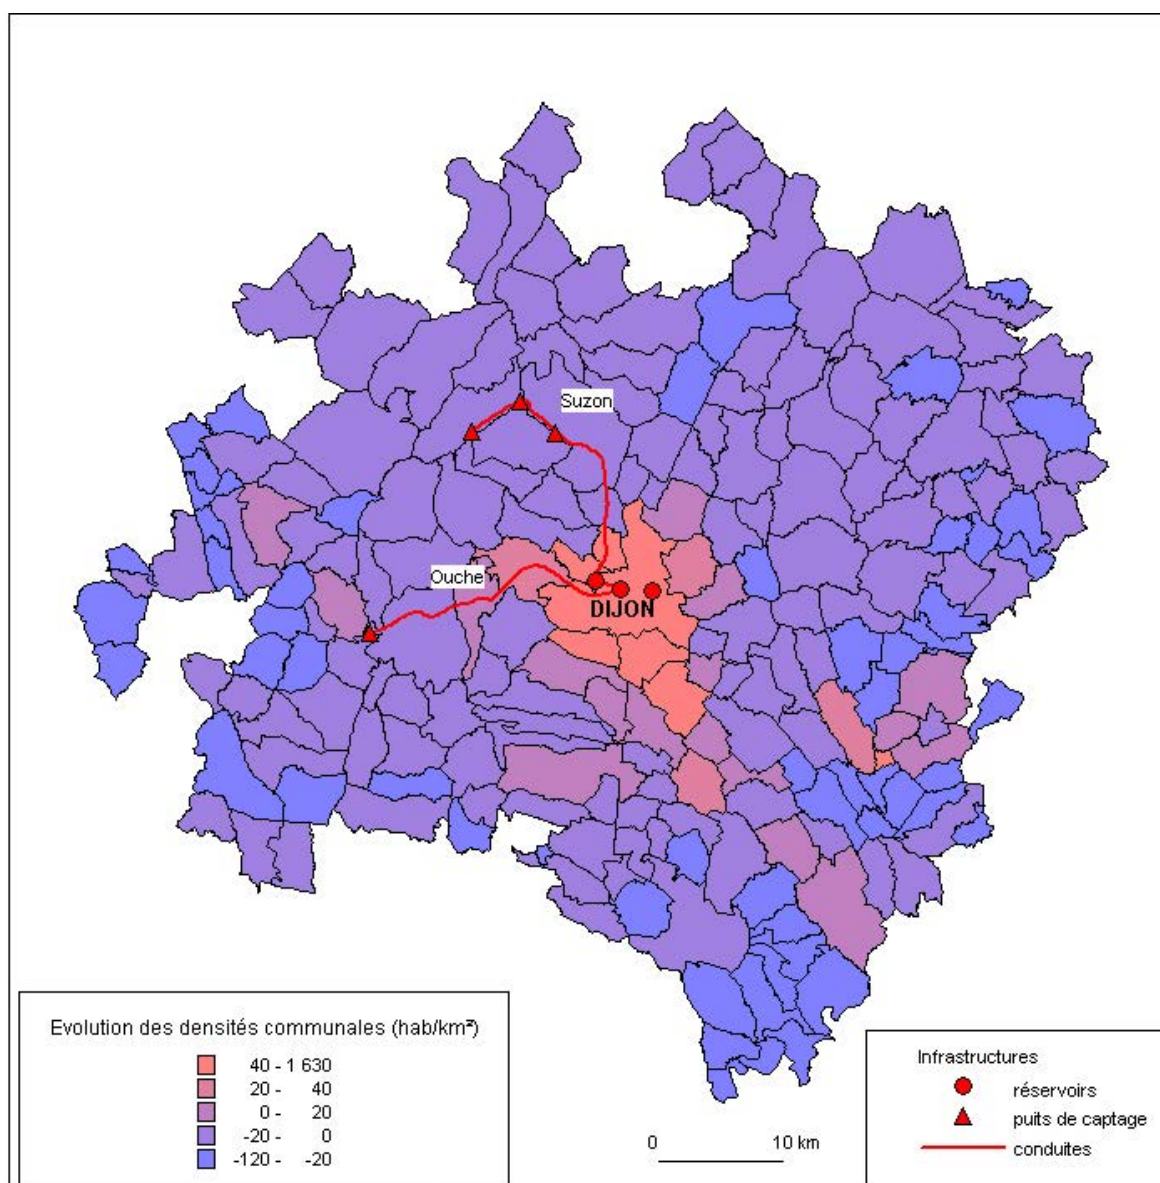 Suzon
Ouche
DIJON
Evolution des densités communales (hab/km²)
40 - 1 630
20 - 40
0 - 20
-20 - 0
-120 - -20
0 10 km
Infrastructures
réservoirs
puits de captage
conduites